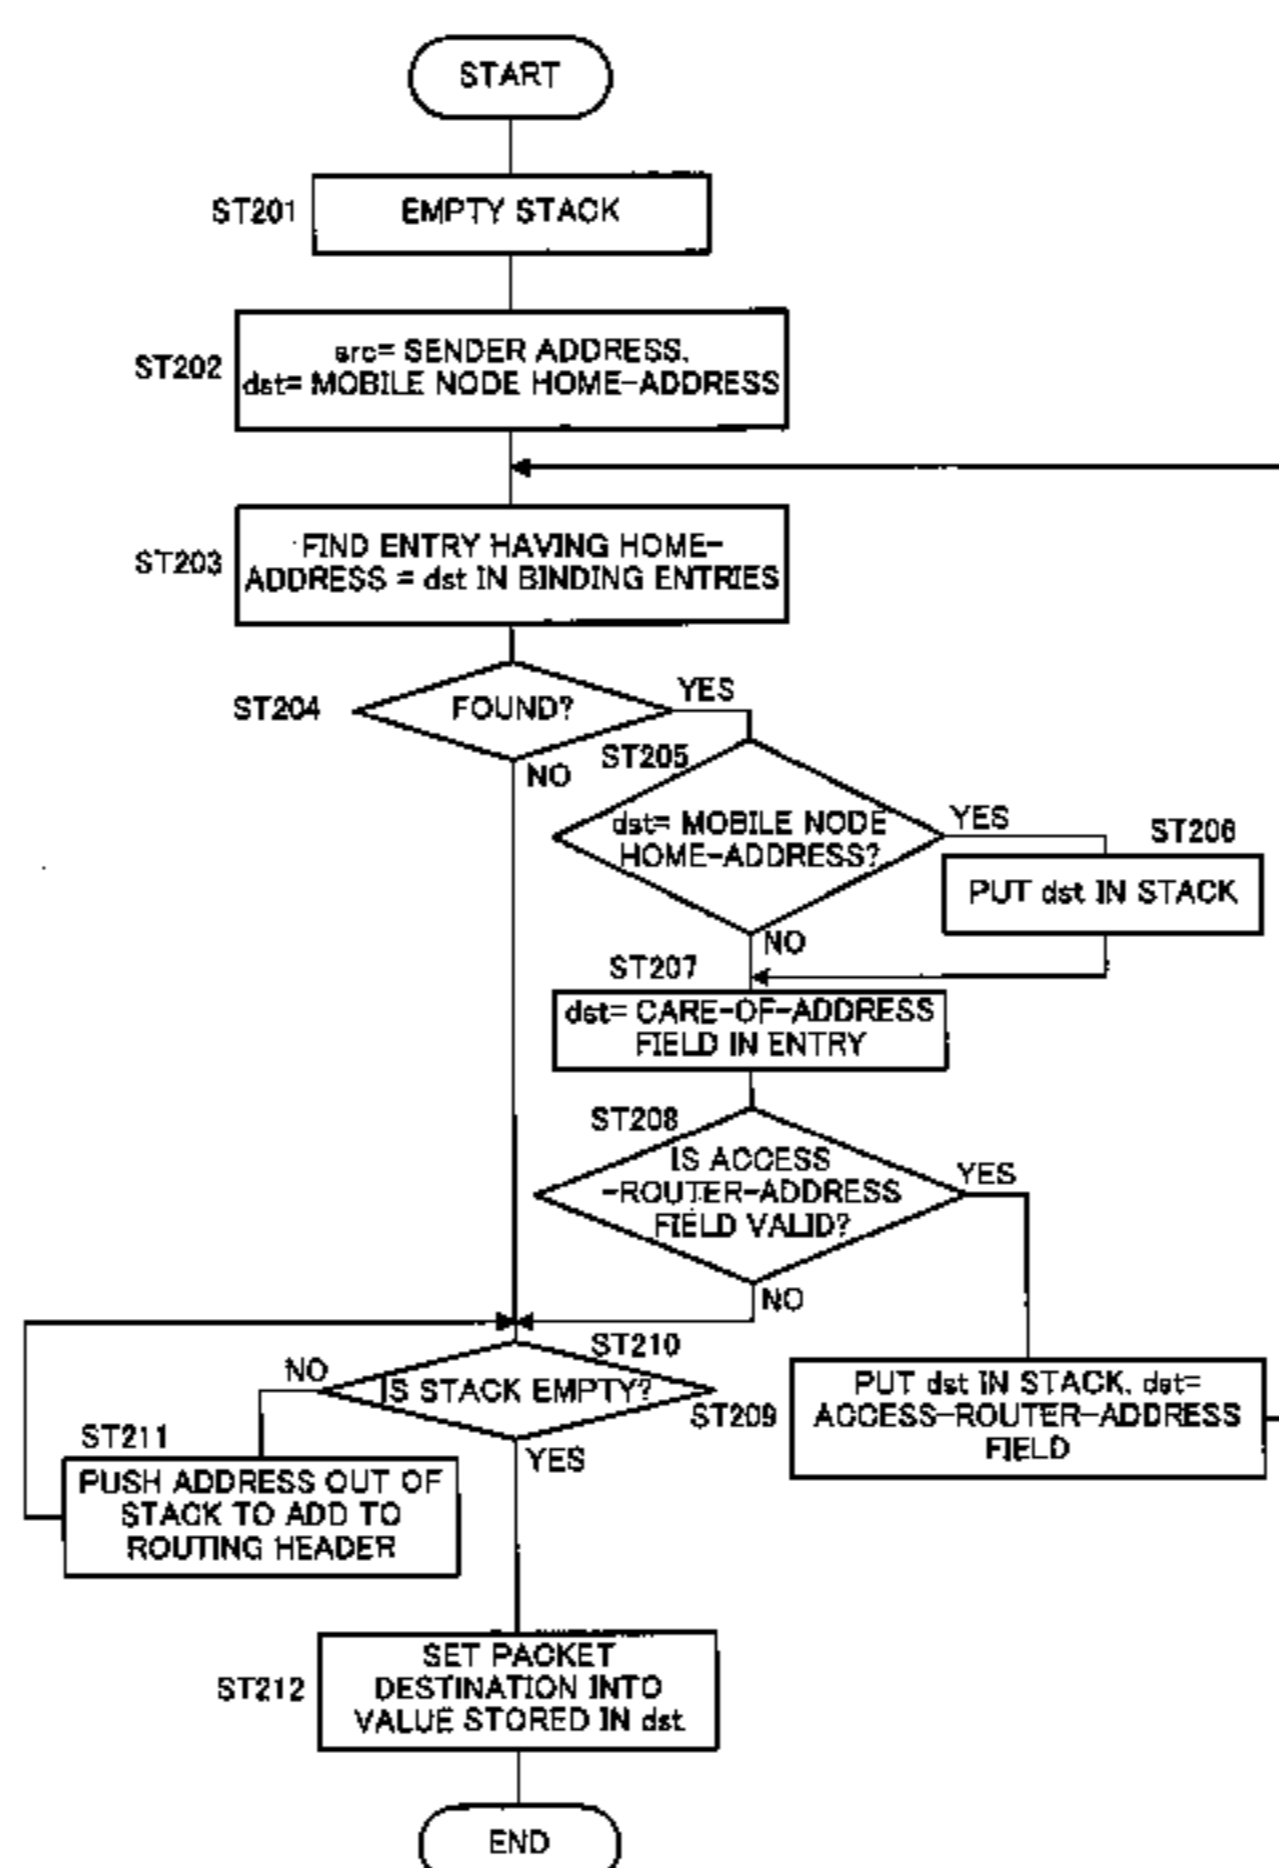 START
ST201
EMPTY STACK
ST202
src= SENDER ADDRESS,
dst= MOBILE NODE HOME-ADDRESS
ST203
FIND ENTRY HAVING HOME-
ADDRESS = dst IN BINDING ENTRIES
ST204
FOUND?
YES
NO
ST205
dst= MOBILE NODE
HOME-ADDRESS?
YES
NO
ST206
PUT dst IN STACK
ST207
dst= CARE-OF-ADDRESS
FIELD IN ENTRY
ST208
IS ACCESS
-ROUTER-ADDRESS
FIELD VALID?
YES
NO
ST210
IS STACK EMPTY?
NO
YES
ST209
PUT dst IN STACK, dst=
ACCESS-ROUTER-ADDRESS
FIELD
ST211
PUSH ADDRESS OUT OF
STACK TO ADD TO
ROUTING HEADER
ST212
SET PACKET
DESTINATION INTO
VALUE STORED IN dst
END